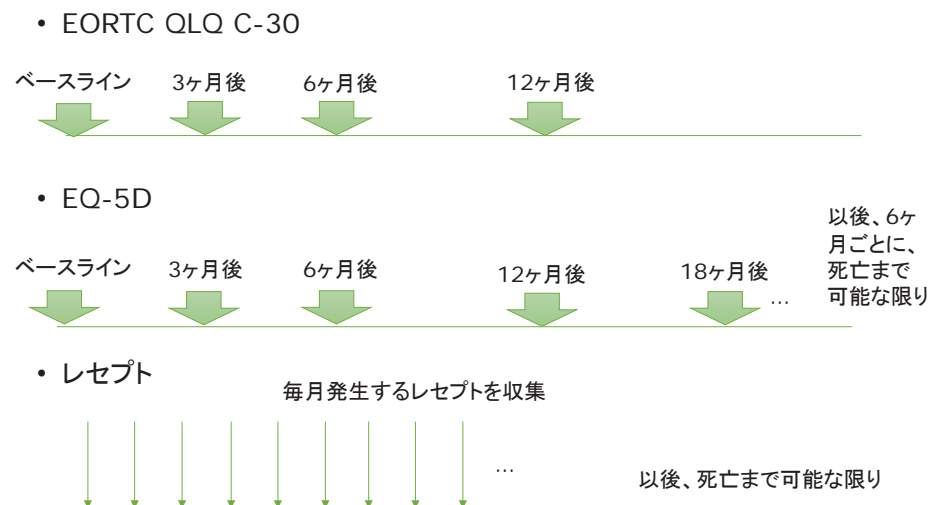 • EORTC QLQ C-30
ベースライン 3ヶ月後 6ヶ月後 12ヶ月後
• EQ-5D
ベースライン 3ヶ月後 6ヶ月後 12ヶ月後 18ヶ月後 …
以後、6ヶ
月ごとに、
死亡まで
可能な限り
• レセプト
毎月発生するレセプトを収集
…
以後、死亡まで可能な限り